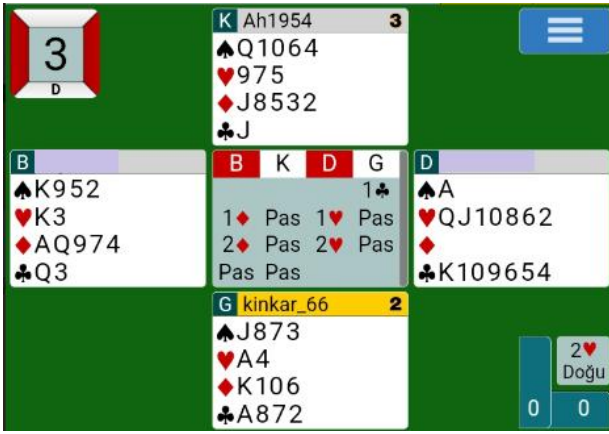 3
D
K Ah1954 3
♠Q1064
♥975
♦J8532
♣J
B
♠K952
♥K3
♦AQ974
♣Q3
B K D G
1♣
1♦ Pas 1♥ Pas
2♦ Pas 2♥ Pas
Pas Pas
D
♠A
♥QJ10862
♦
♣K109654
G kinkar_66 2
♠J873
♥A4
♦K106
♣A872
2♥
Doğu
0 0